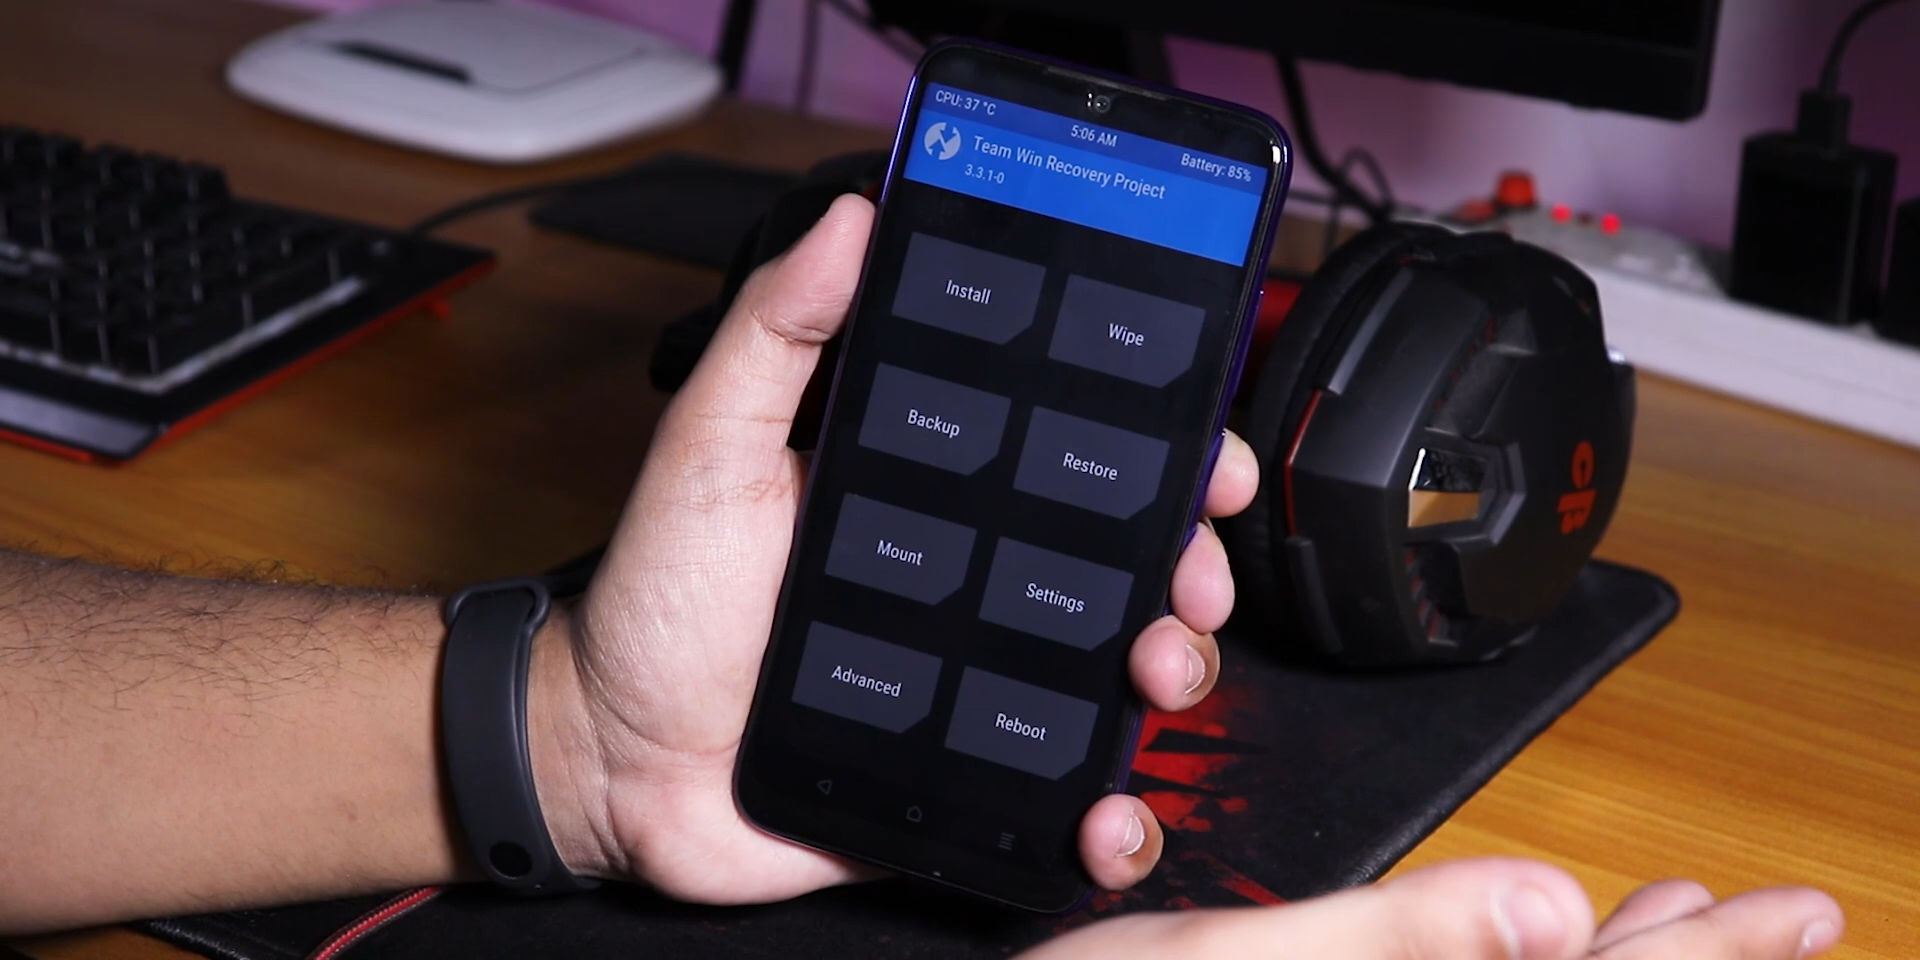 CPU: 37 °C
5:06 AM
Battery: 85%
Team Win Recovery Project
3.3.1-0
Install
Wipe
Backup
Restore
Mount
Settings
Advanced
Reboot